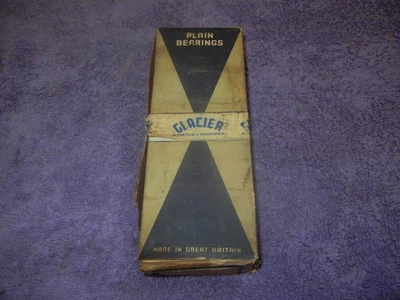 PLAIN
BEARINGS
GLACIER
MADE IN GREAT BRITAIN